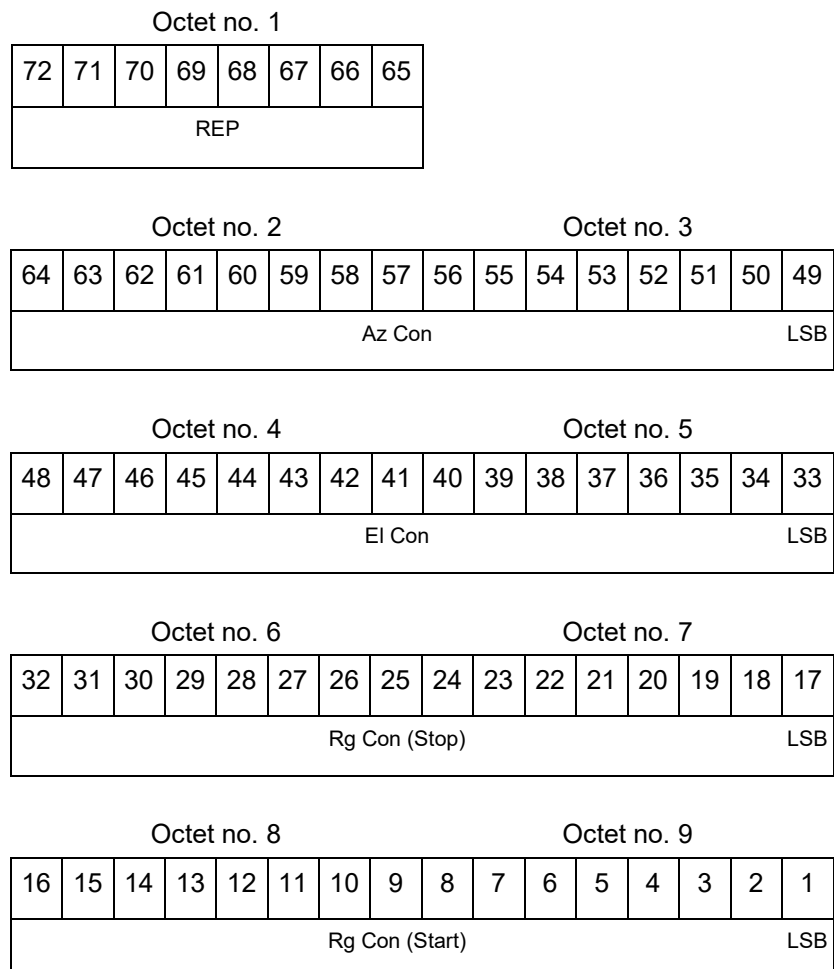 Octet no. 1
72 71 70 69 68 67 66 65
REP
Octet no. 2 Octet no. 3
64 63 62 61 60 59 58 57 56 55 54 53 52 51 50 49
Az Con LSB
Octet no. 4 Octet no. 5
48 47 46 45 44 43 42 41 40 39 38 37 36 35 34 33
El Con LSB
Octet no. 6 Octet no. 7
32 31 30 29 28 27 26 25 24 23 22 21 20 19 18 17
Rg Con (Stop) LSB
Octet no. 8 Octet no. 9
16 15 14 13 12 11 10 9 8 7 6 5 4 3 2 1
Rg Con (Start) LSB